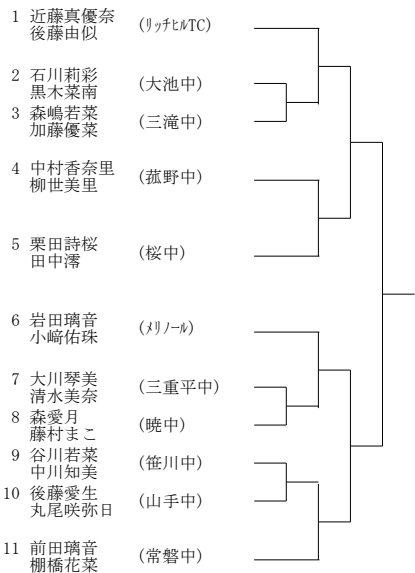 1 近藤真優奈
後藤由似 (ﾘｯﾁﾋﾙTC)
2 石川莉彩
黒木菜南 (大池中)
3 森嶋若菜
加藤優菜 (三滝中)
4 中村香奈里
柳世美里 (菰野中)
5 栗田詩桜
田中澪 (桜中)
6 岩田璃音
小﨑佑珠 (ﾒﾘﾉｰﾙ)
7 大川琴美
清水美奈 (三重平中)
8 森愛月
藤村まこ (暁中)
9 谷川若菜
中川知美 (笹川中)
10 後藤愛生
丸尾咲弥日 (山手中)
11 前田璃音
棚橋花菜 (常磐中)